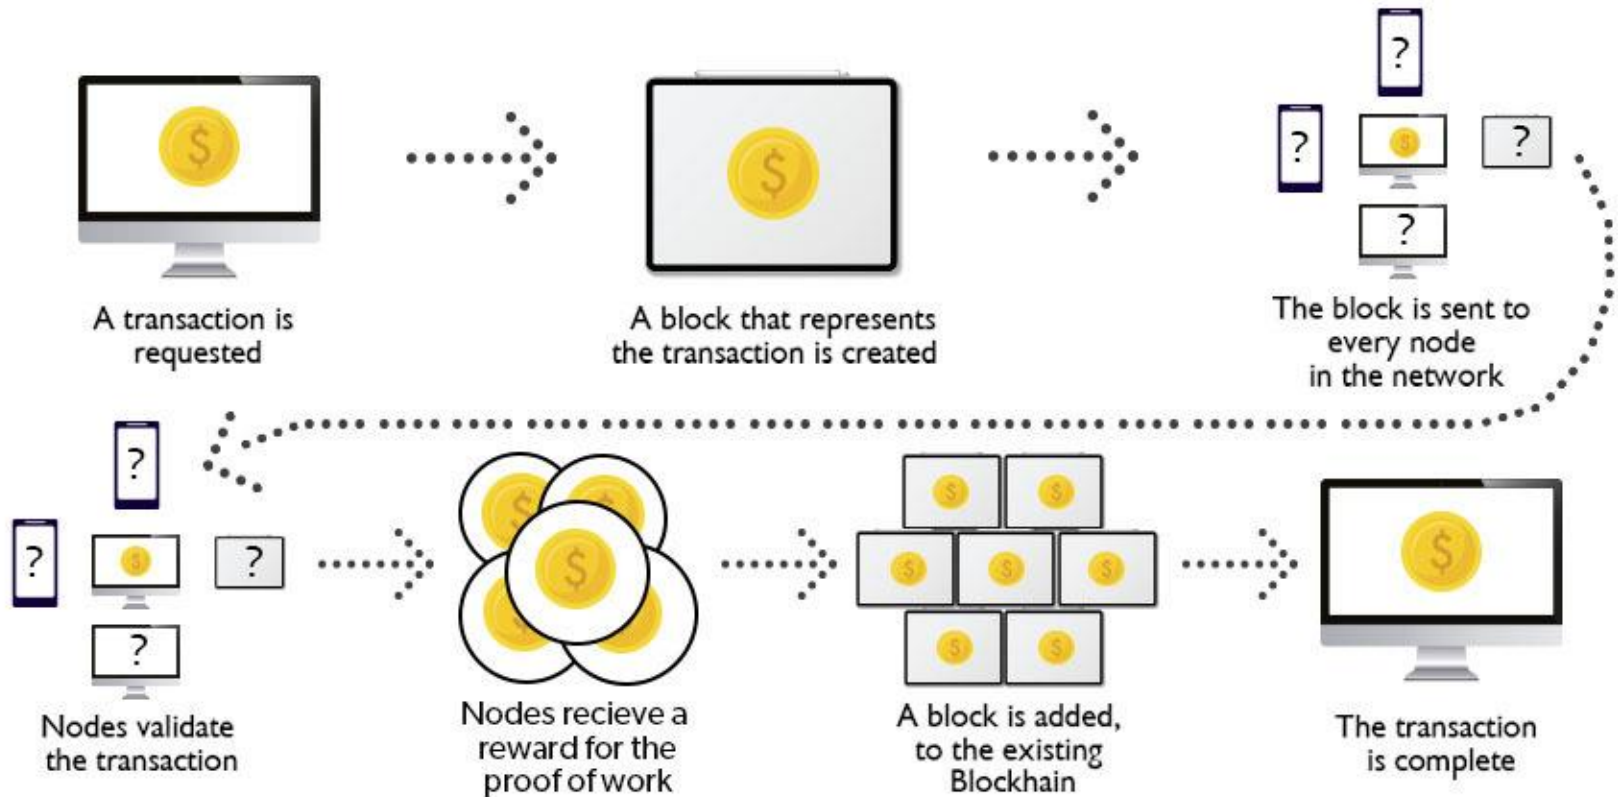 $
A transaction is
requested
$
A block that represents
the transaction is created
?
?
$
?
?
The block is sent to
every node
in the network
?
?
$
?
?
Nodes validate
the transaction
$
$
$
$
$
Nodes recieve a
reward for the
proof of work
$
$
$
$
$
$
$
A block is added,
to the existing
Blockhain
$
The transaction
is complete